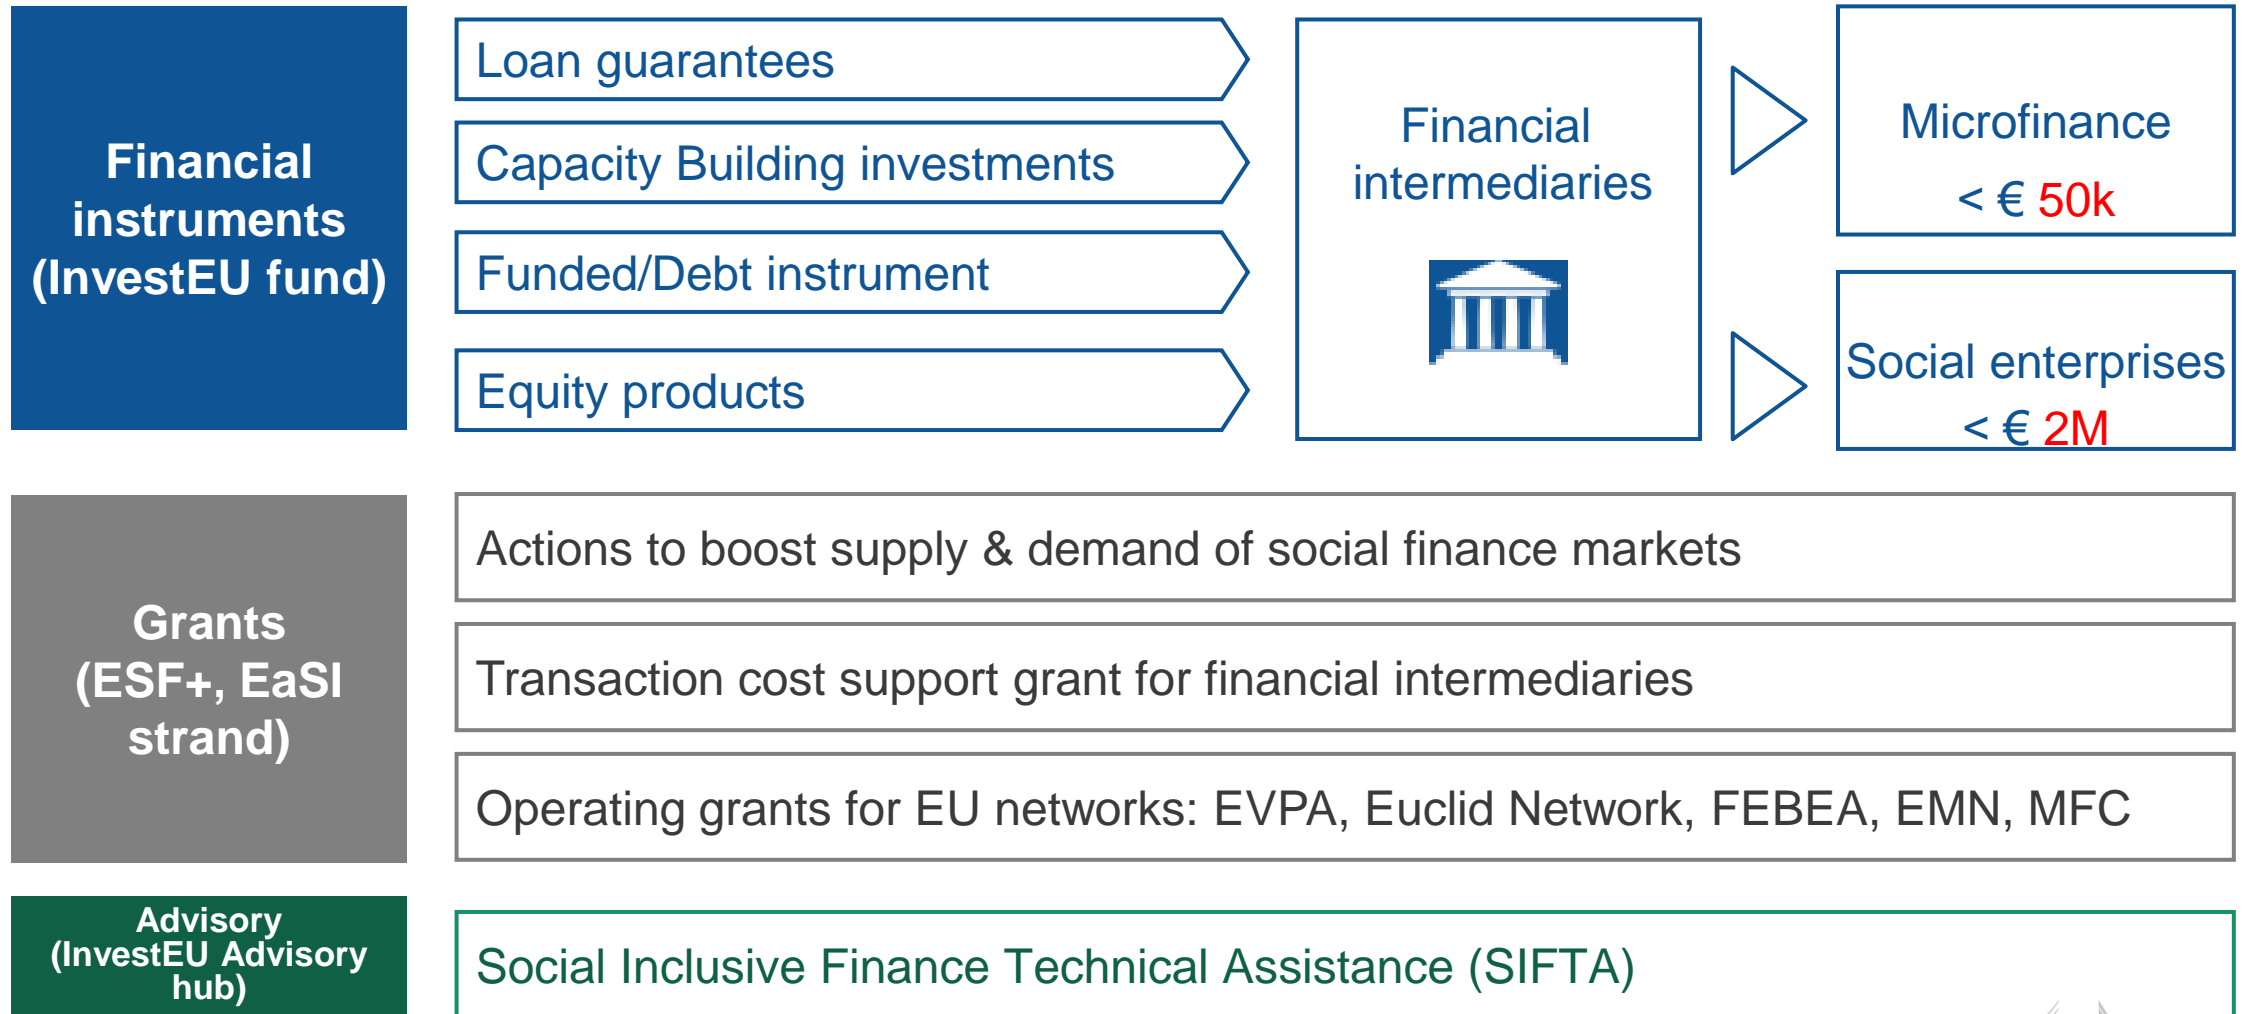 Financial
instruments
(InvestEU fund)
Loan guarantees
Capacity Building investments
Funded/Debt instrument
Equity products
Financial
intermediaries
Microfinance
< € 50k
Social enterprises
< € 2M
Grants
(ESF+, EaSI
strand)
Actions to boost supply & demand of social finance markets
Transaction cost support grant for financial intermediaries
Operating grants for EU networks: EVPA, Euclid Network, FEBEA, EMN, MFC
Advisory
(InvestEU Advisory
hub)
Social Inclusive Finance Technical Assistance (SIFTA)